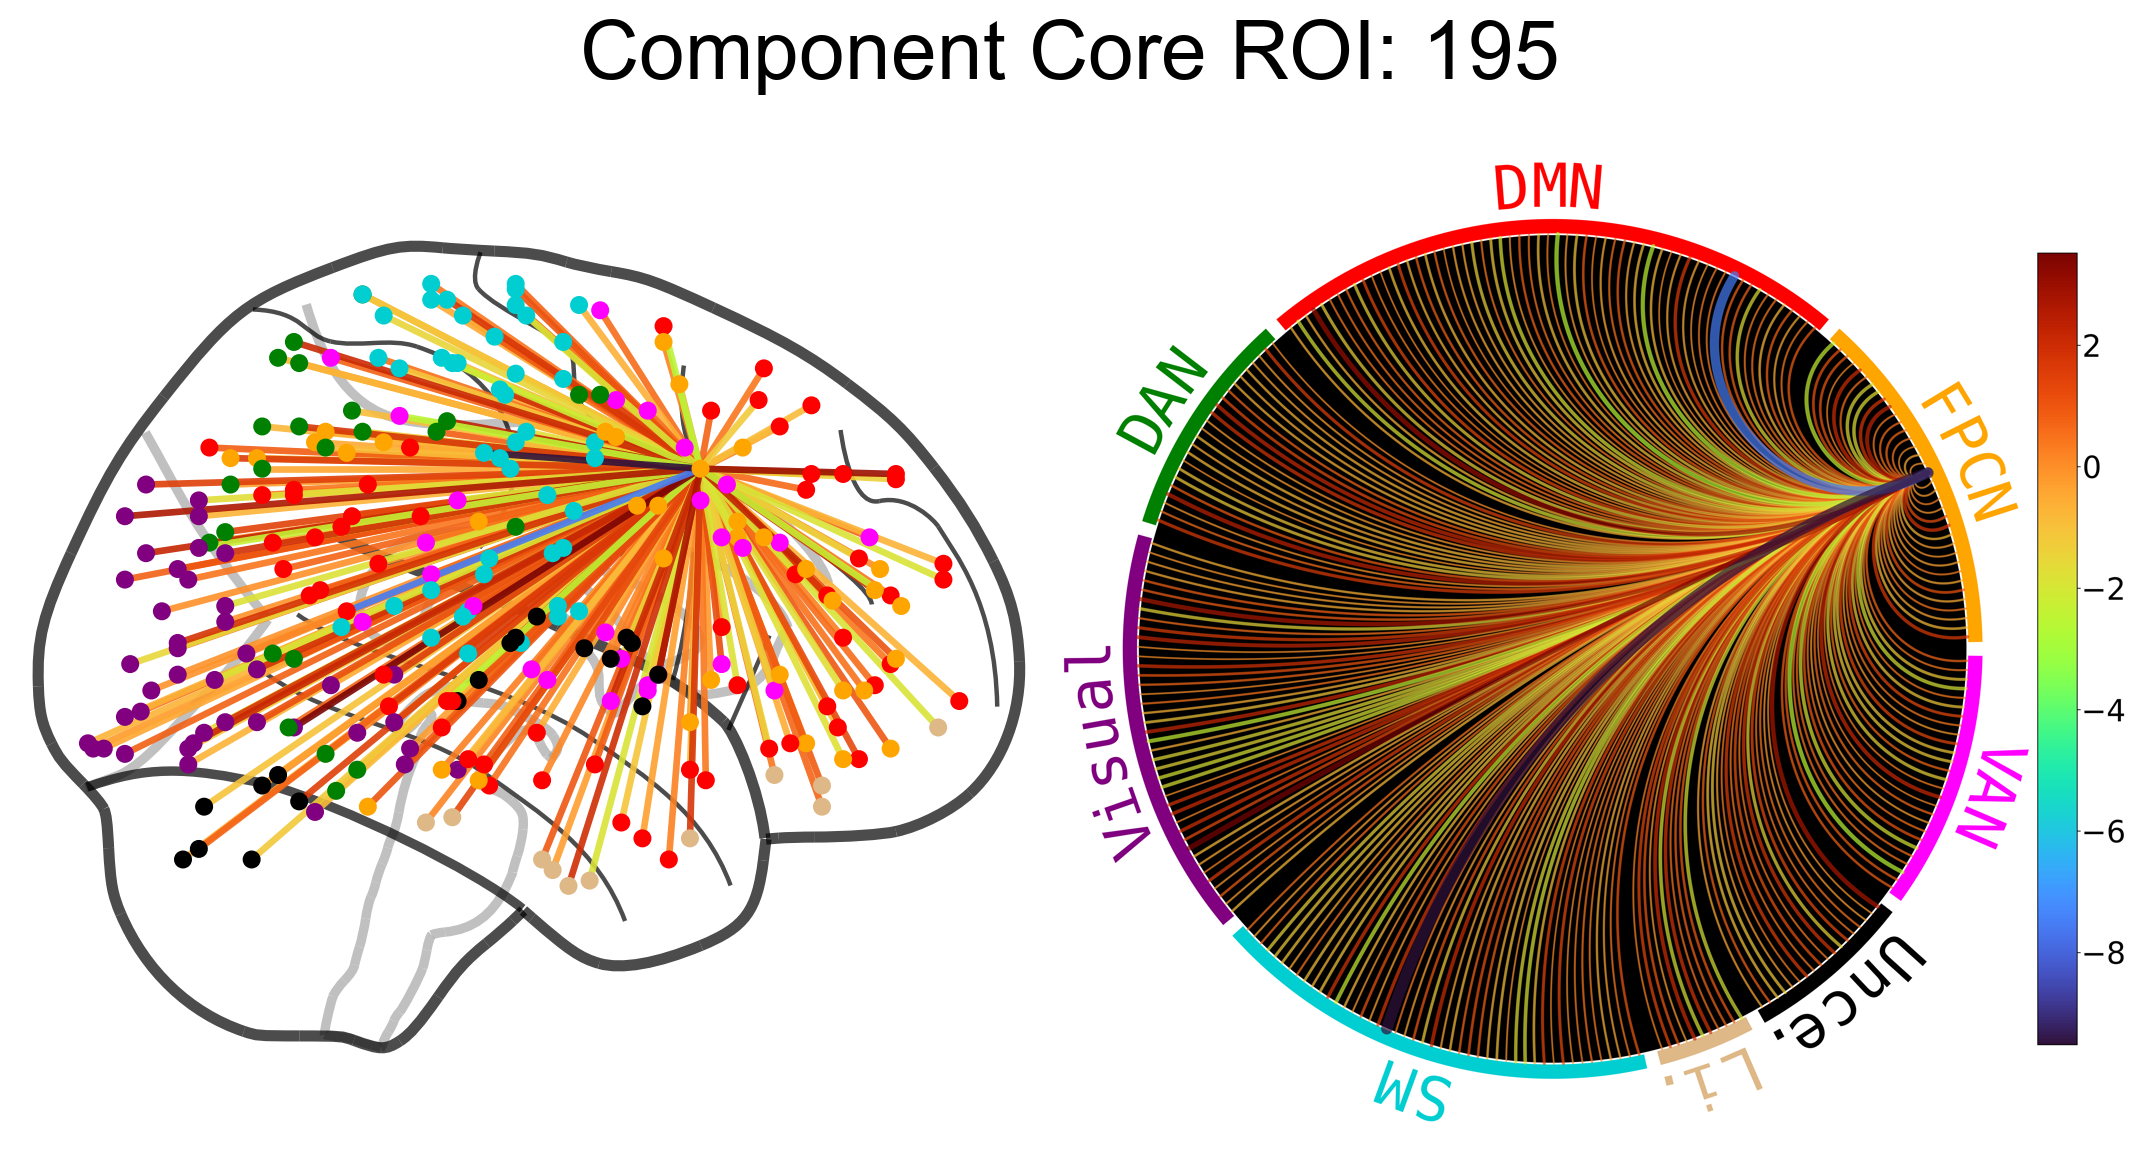 Component Core ROI: 195
DMN
DAN
FPCN
Visual
VAN
SM
Li.
Unce.
2
0
−2
−4
−6
−8